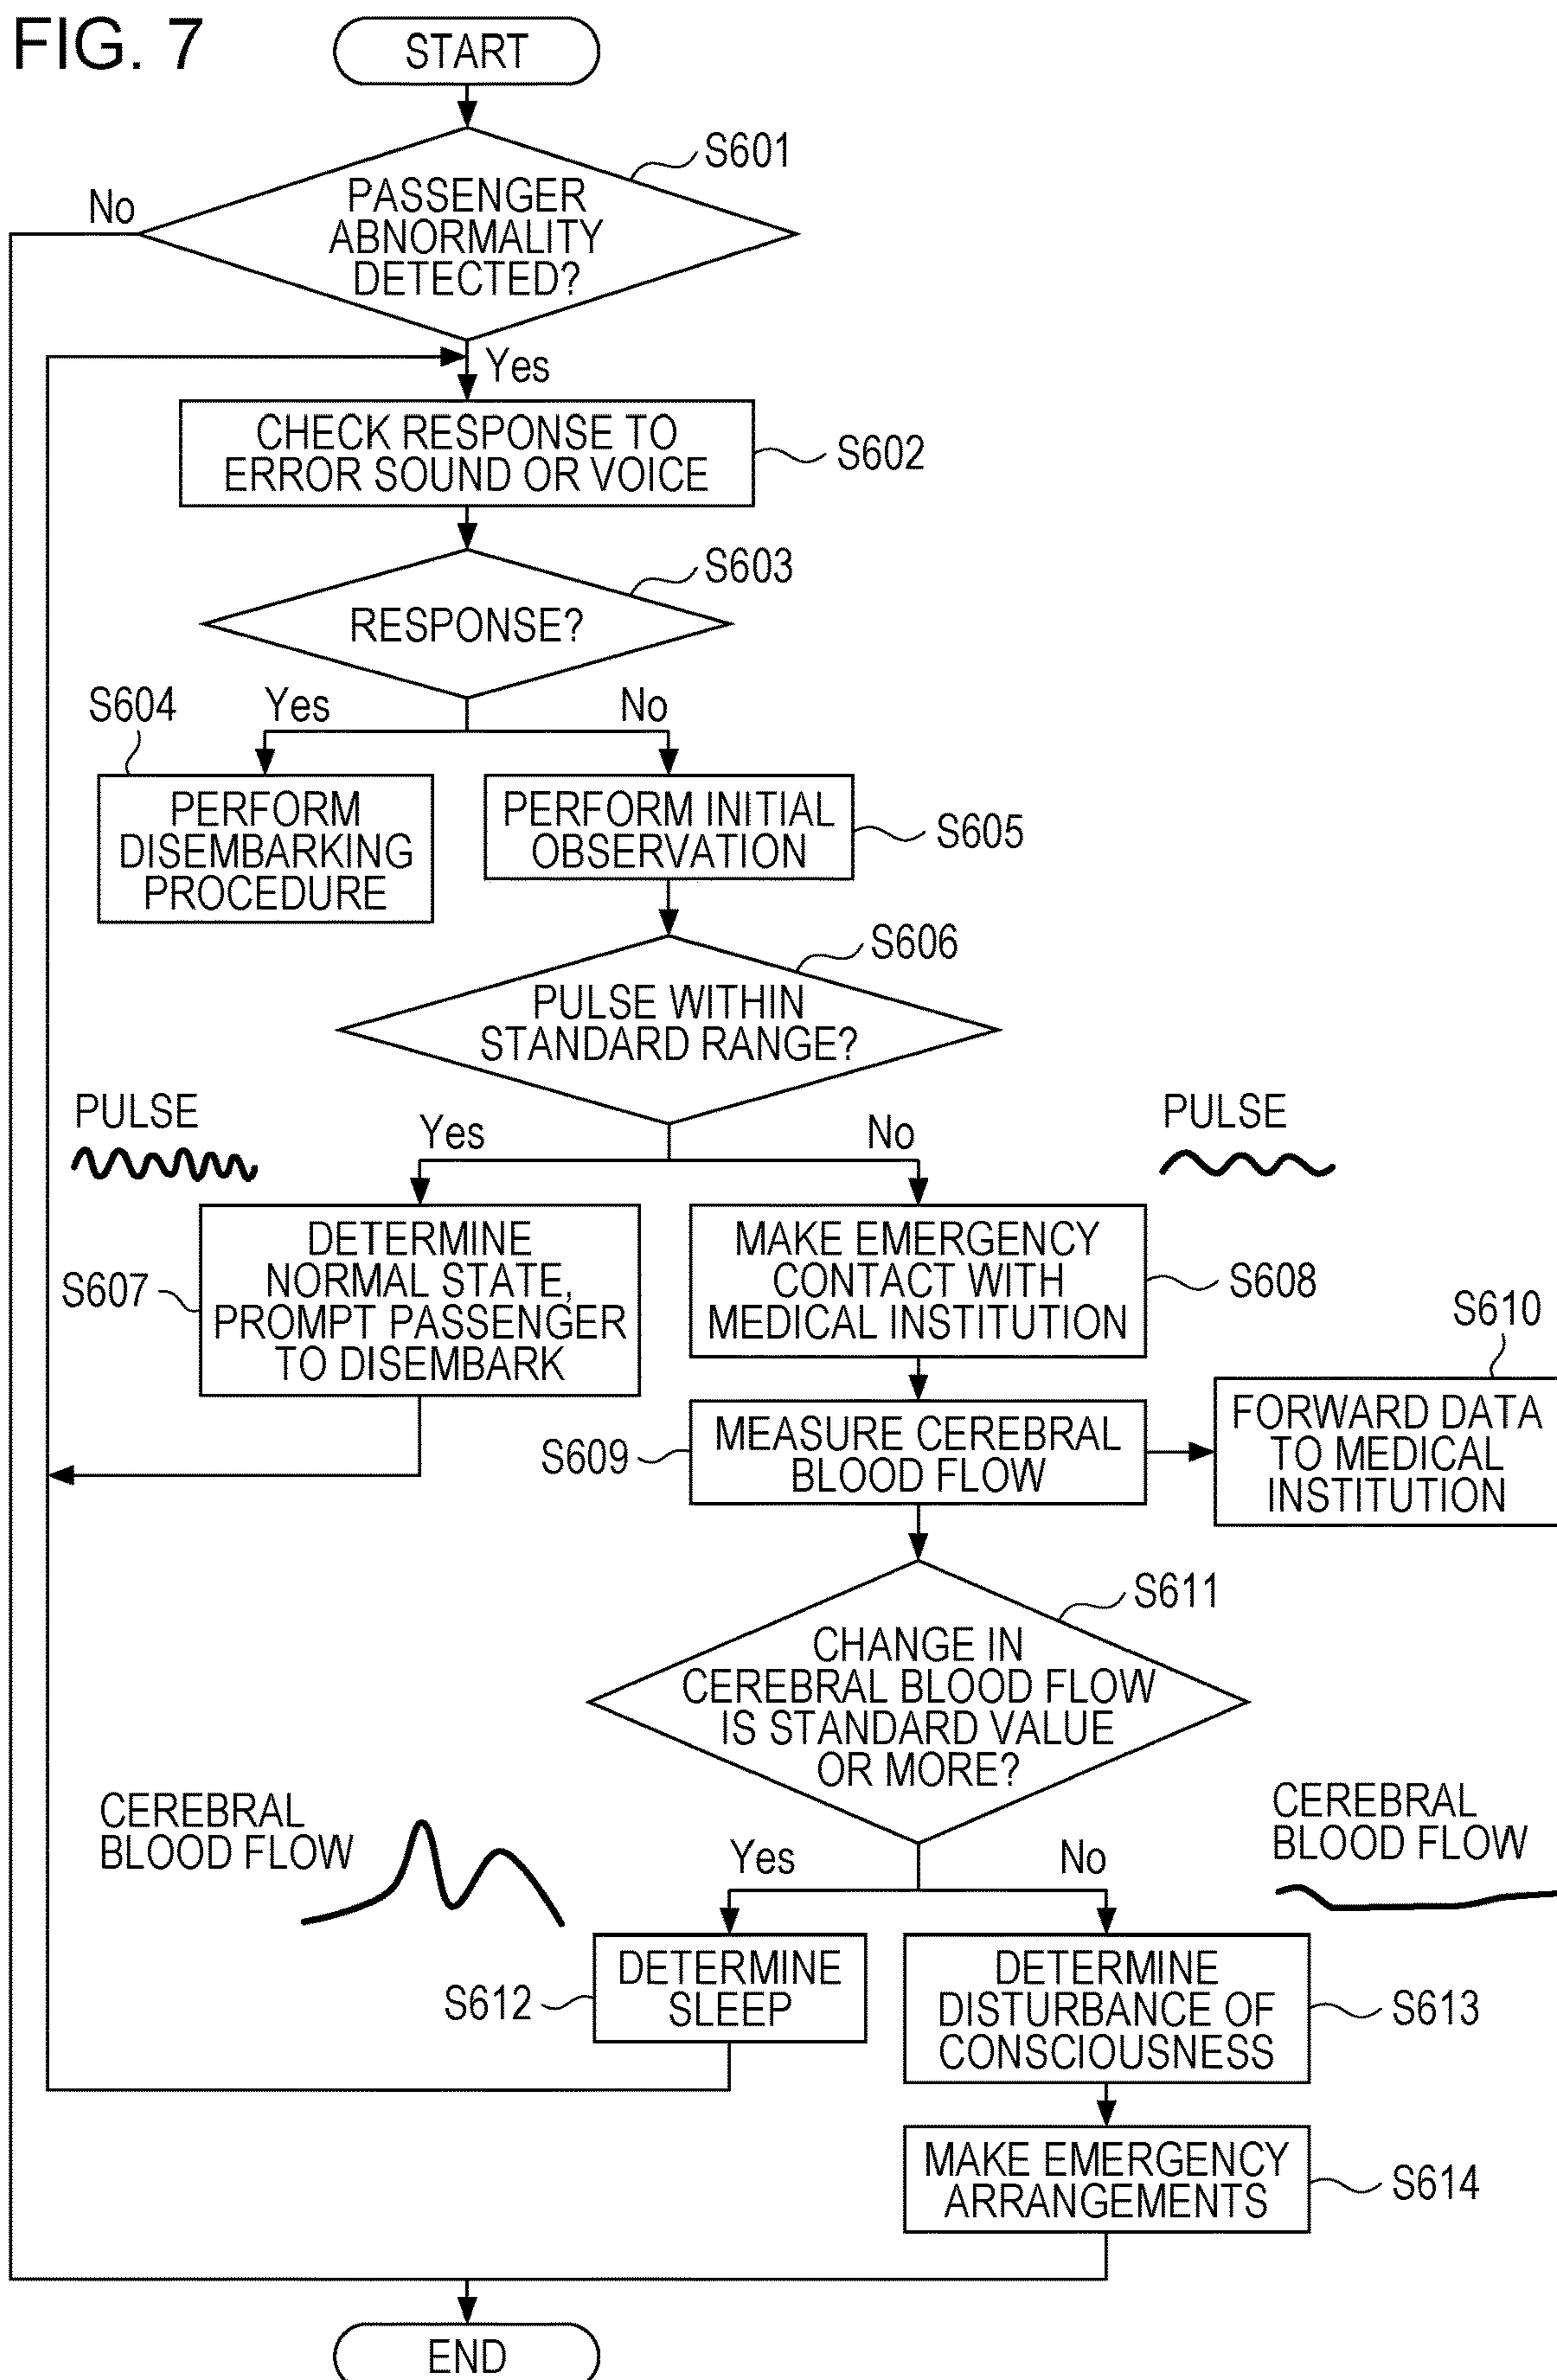 FIG. 7
START
S601
No
PASSENGER
ABNORMALITY
DETECTED?
Yes
CHECK RESPONSE TO
ERROR SOUND OR VOICE
S602
S603
RESPONSE?
S604
Yes
No
PERFORM
DISEMBARKING
PROCEDURE
PERFORM INITIAL
OBSERVATION
S605
S606
PULSE WITHIN
STANDARD RANGE?
PULSE
Yes
No
PULSE
DETERMINE
NORMAL STATE,
PROMPT PASSENGER
TO DISEMBARK
S607
MAKE EMERGENCY
CONTACT WITH
MEDICAL INSTITUTION
S608
S610
S609
MEASURE CEREBRAL
BLOOD FLOW
FORWARD DATA
TO MEDICAL
INSTITUTION
S611
CHANGE IN
CEREBRAL BLOOD FLOW
IS STANDARD VALUE
OR MORE?
CEREBRAL
BLOOD FLOW
Yes
No
CEREBRAL
BLOOD FLOW
S612
DETERMINE
SLEEP
DETERMINE
DISTURBANCE OF
CONSCIOUSNESS
S613
MAKE EMERGENCY
ARRANGEMENTS
S614
END